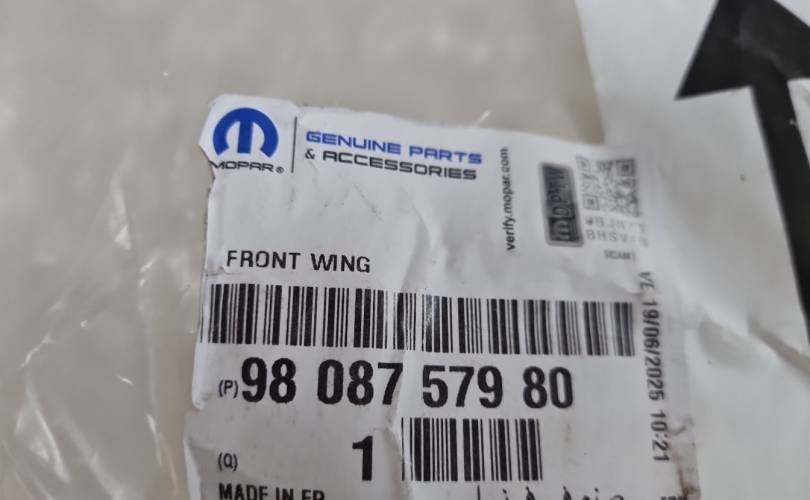 MOPAR®
GENUINE PARTS
& ACCESSORIES
verify.mopar.com
FRONT WING
(P) 98 087 579 80
VE 19/06/2025 10:21
(Q) 1
MADE IN FR